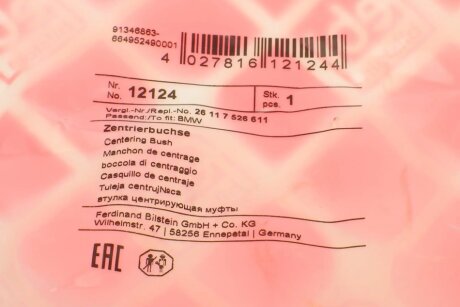 91346863-
664952490001
4 027816 121244
Nr.
No. 12124
Stk.
pcs. 1
Vergl.-Nr./Repl.-No. 26 11 7 526 611
Passend/To fit: BMW
Zentrierbuchse
Centering Bush
Manchon de centrage
boccola di centraggio
Casquillo de centraje
Tuleja centruj№ca
втулка центрирующая муфты
Ferdinand Bilstein GmbH + Co. KG
Wilhelmstr. 47 | 58256 Ennepetal | Germany
EAC